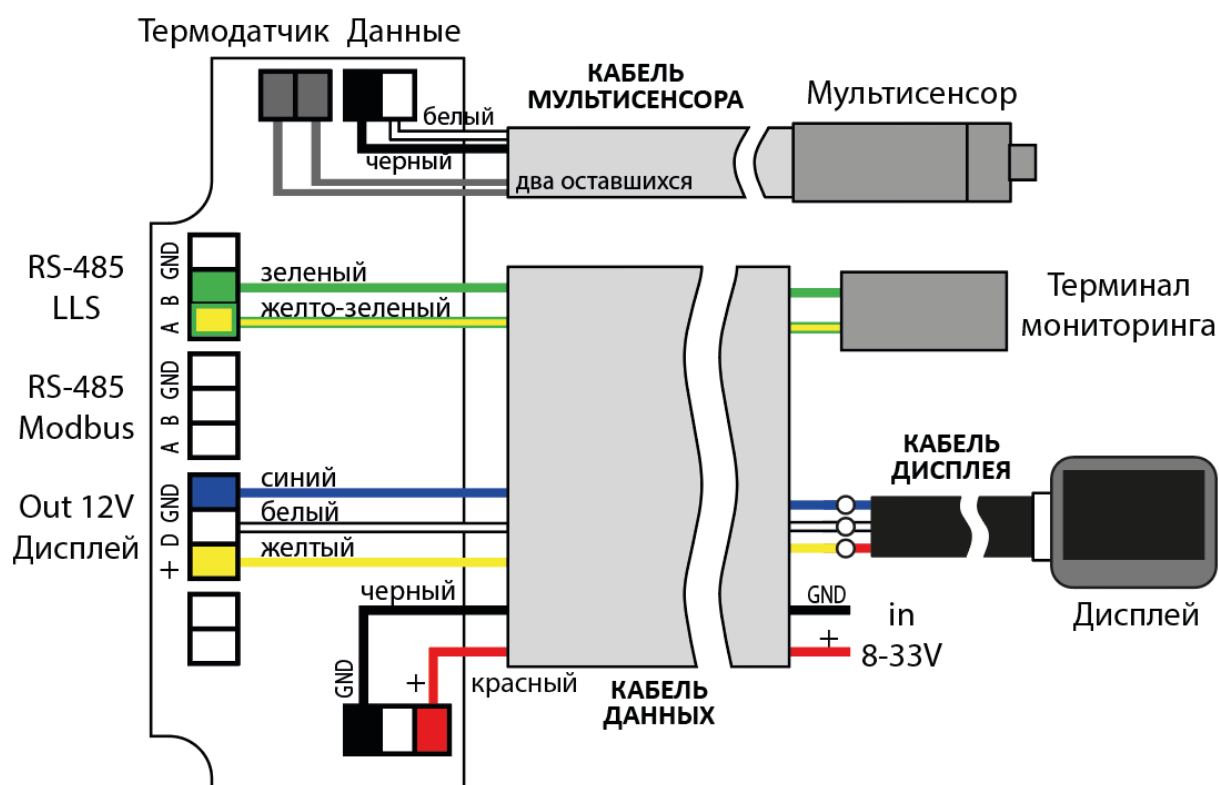 Термодатчик Данные
КАБЕЛЬ
МУЛЬТИСЕНСОРА
Мультисенсор
белый
черный
два оставшихся
RS-485
LLS
GND
B
A
зеленый
желто-зеленый
Терминал
мониторинга
RS-485
Modbus
GND
B
A
Out 12V
Дисплей
GND
D
+
синий
белый
желтый
КАБЕЛЬ
ДИСПЛЕЯ
Дисплей
черный
GND
+
красный
КАБЕЛЬ
ДАННЫХ
GND
+
in
8-33V